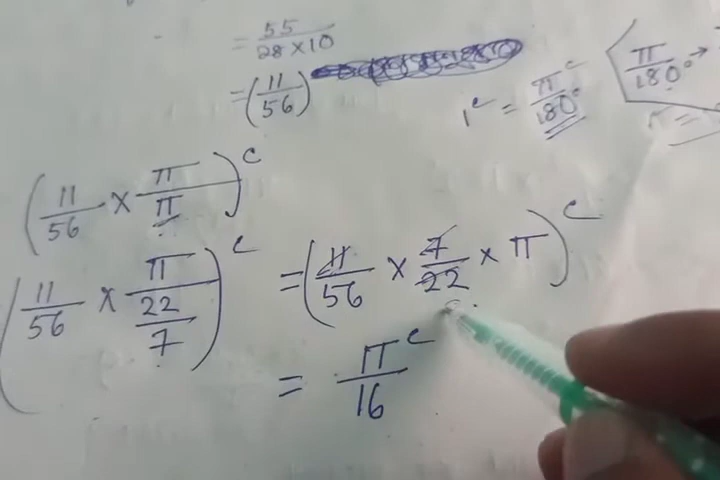 = 55/28×10
= (11/56)
1^c = π^c/180°
π/180° →
(11/56 × π/π)^c
(11/56 × π/(22/7))^c = (11/56 × 7/22 × π)^c
= π^c/16